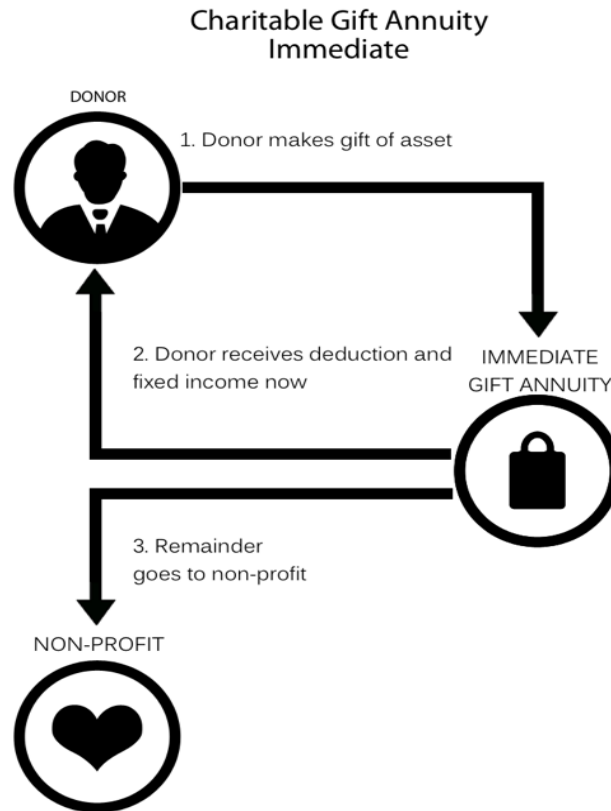 Charitable Gift Annuity
Immediate
DONOR
1. Donor makes gift of asset
2. Donor receives deduction and
fixed income now
IMMEDIATE
GIFT ANNUITY
3. Remainder
goes to non-profit
NON-PROFIT